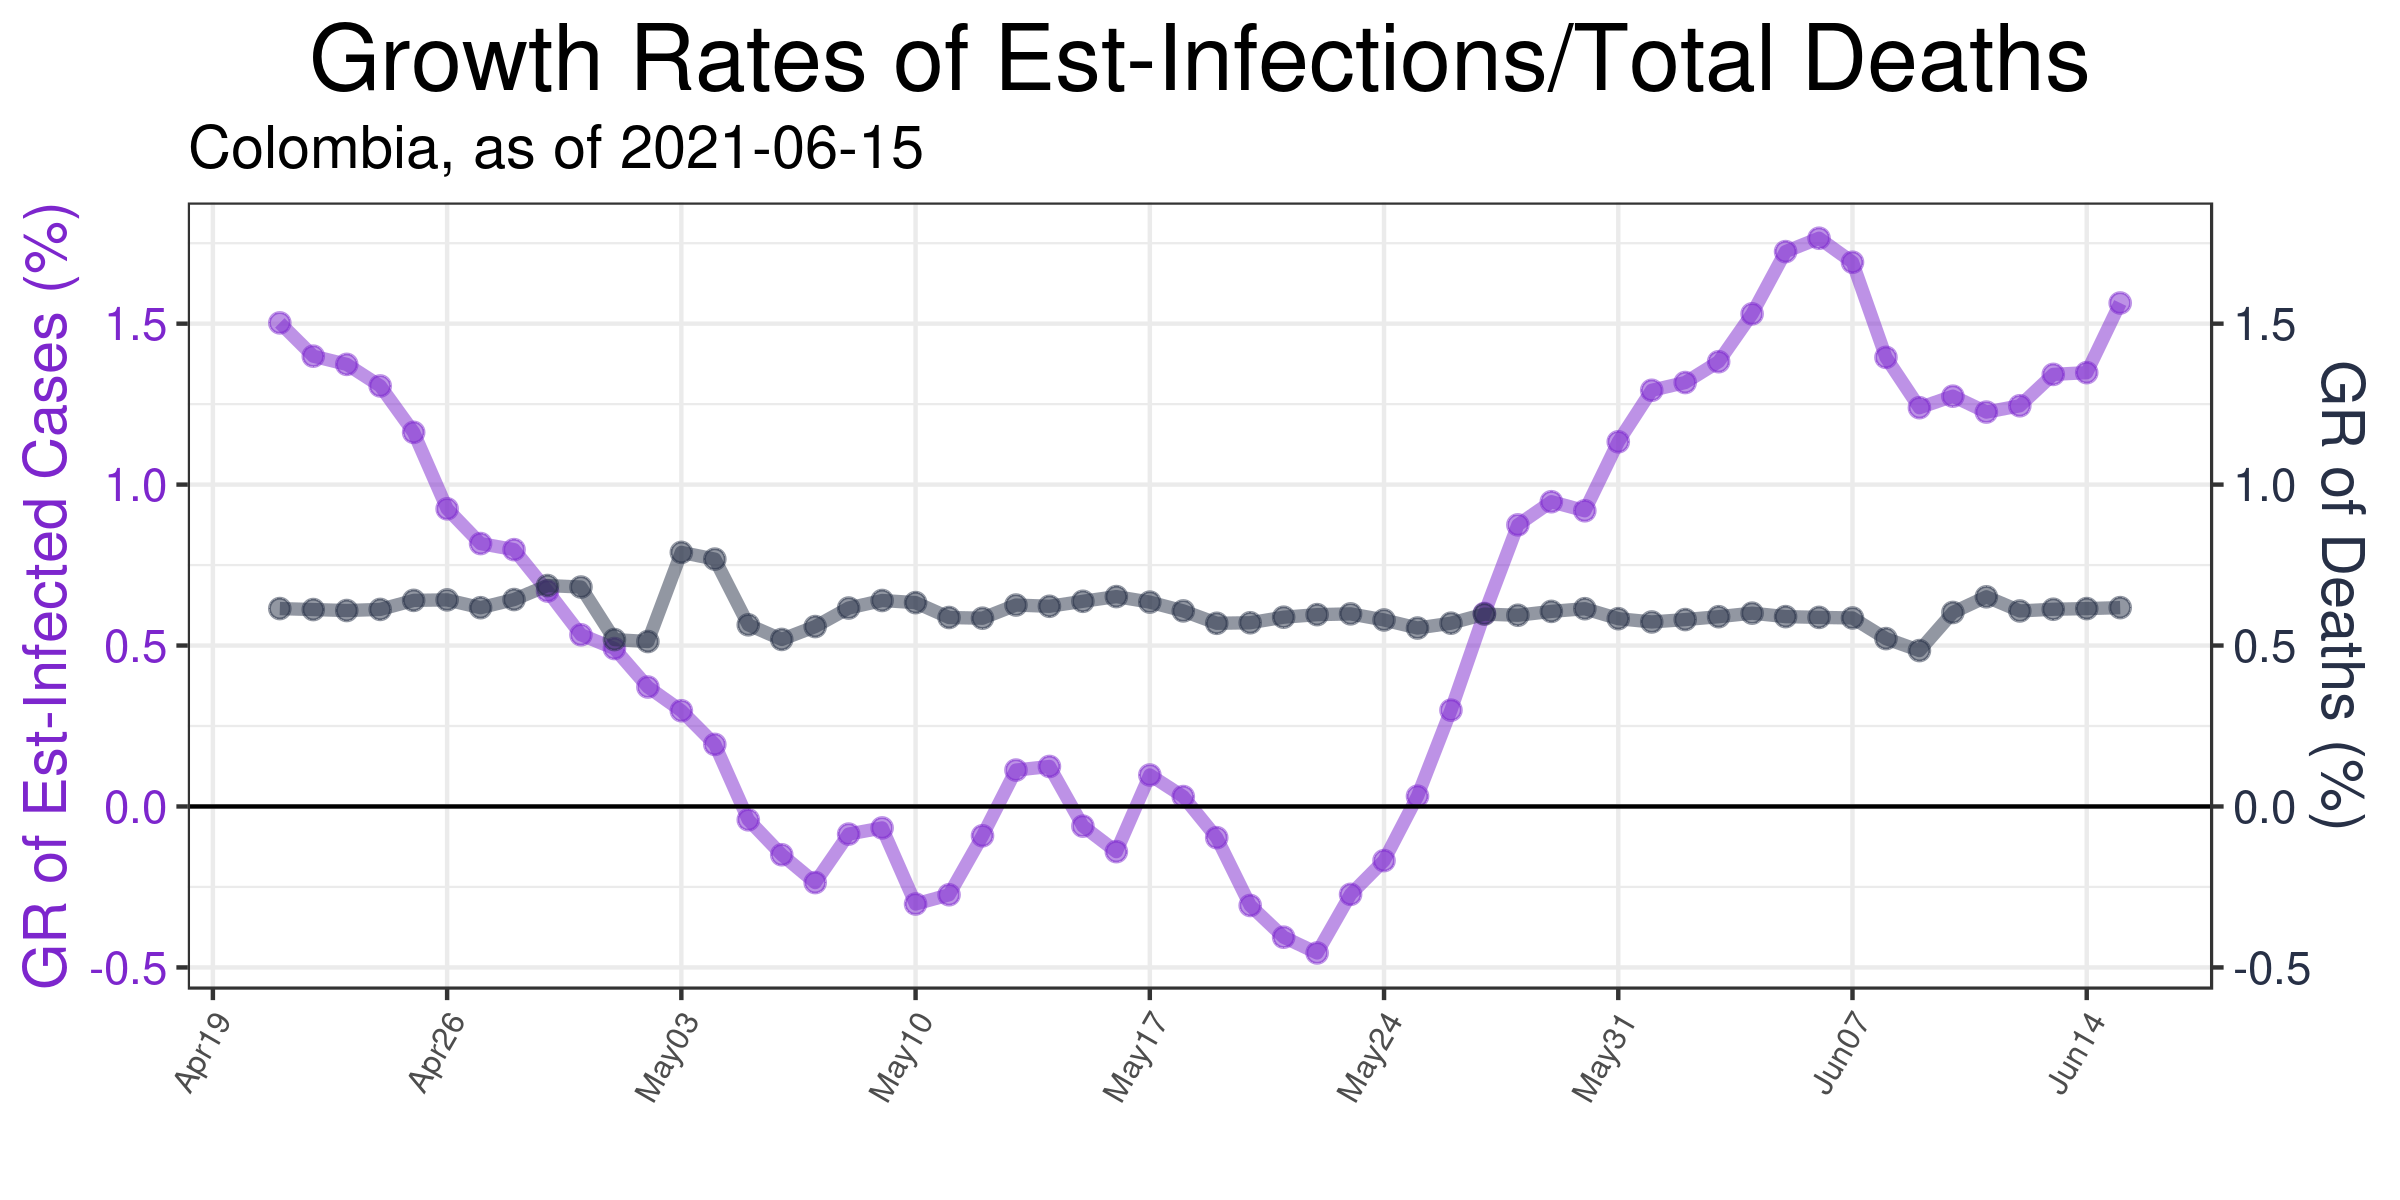 Growth Rates of Est-Infections/Total Deaths
Colombia, as of 2021-06-15
GR of Est-Infected Cases (%)
1.5
1.0
0.5
0.0
-0.5
1.5
1.0
0.5
0.0
-0.5
GR of Deaths (%)
Apr19
Apr26
May03
May10
May17
May24
May31
Jun07
Jun14